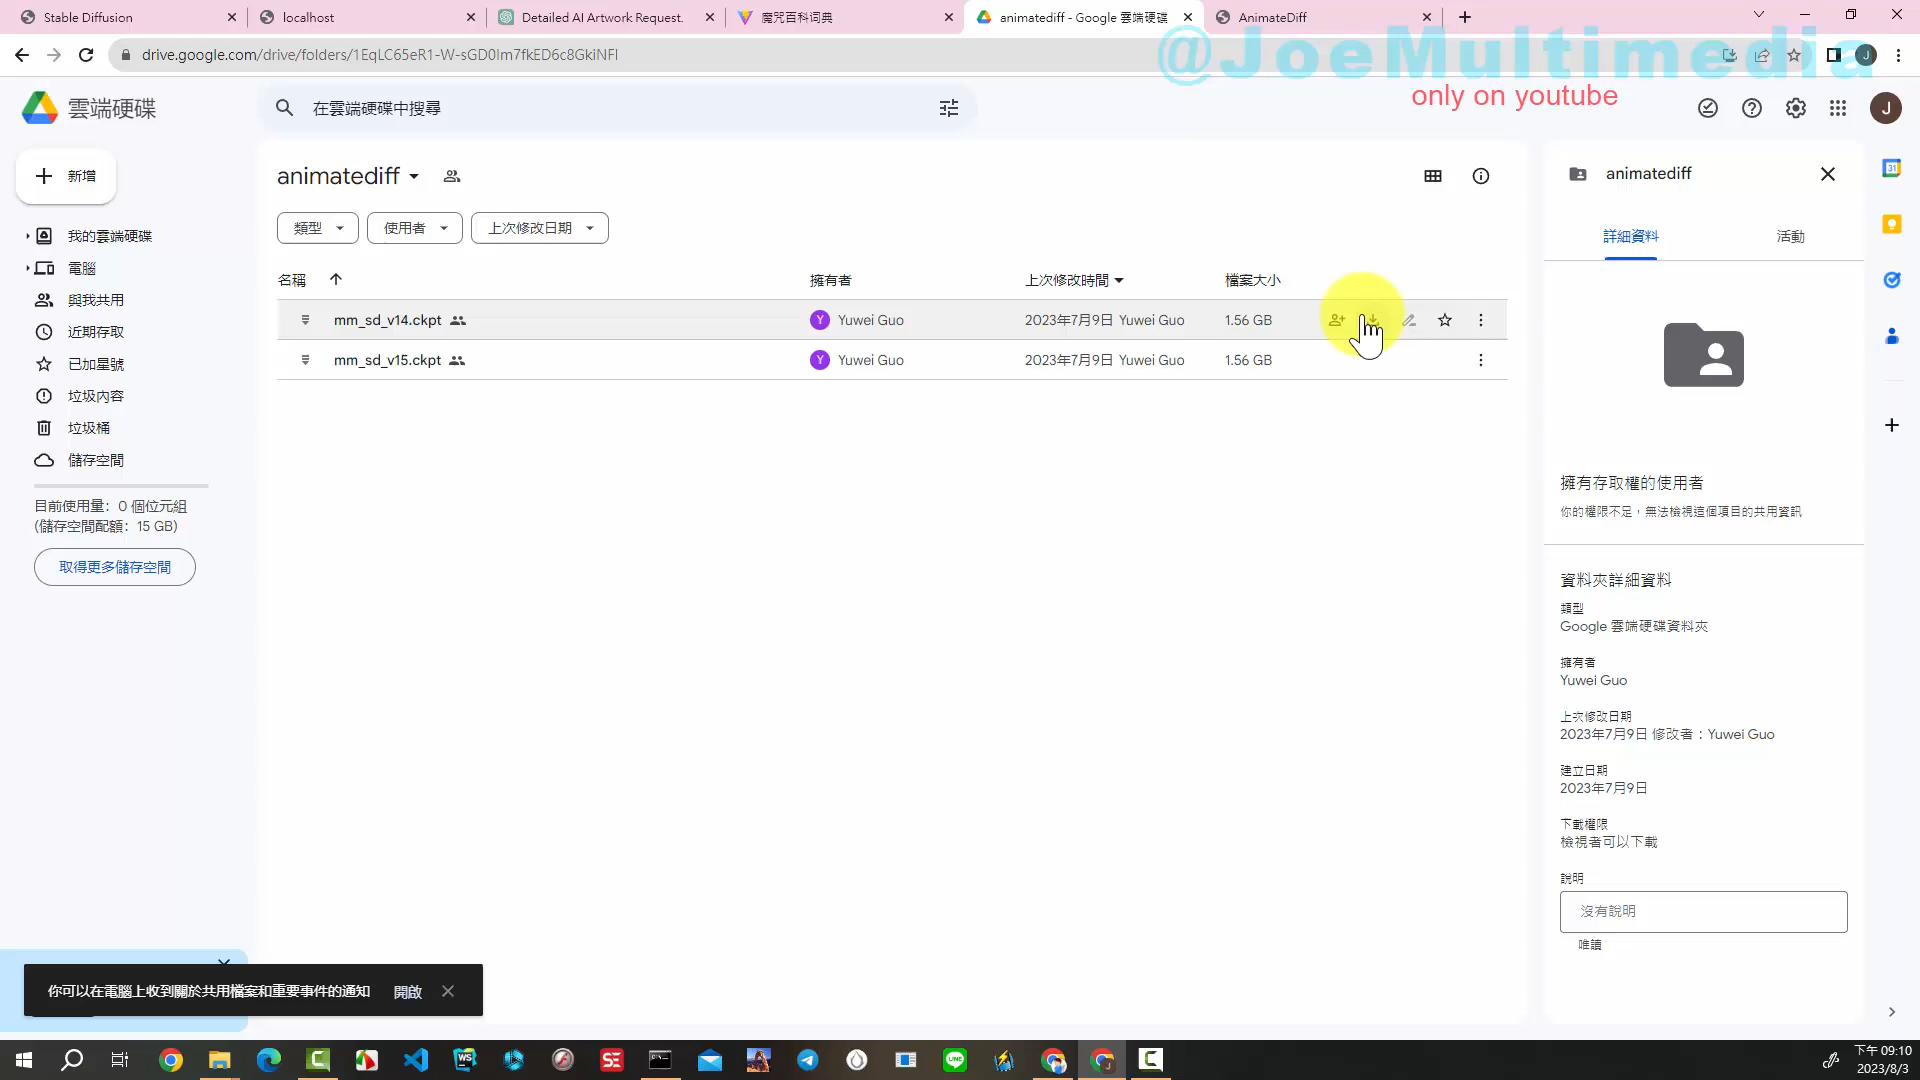 Stable Diffusion
localhost
Detailed AI Artwork Request.
魔咒百科词典
animatediff - Google 雲端硬碟
AnimateDiff
drive.google.com/drive/folders/1EqLC65eR1-W-sGD0Im7fkED6c8GkiNFI
@JoeMultimedia
only on youtube
雲端硬碟
在雲端硬碟中搜尋
J
新增
我的雲端硬碟
電腦
與我共用
近期存取
已加星號
垃圾內容
垃圾桶
儲存空間
目前使用量：0 個位元組
(儲存空間配額：15 GB)
取得更多儲存空間
animatediff
類型
使用者
上次修改日期
名稱
擁有者
上次修改時間
檔案大小
mm_sd_v14.ckpt
Y Yuwei Guo
2023年7月9日 Yuwei Guo
1.56 GB
mm_sd_v15.ckpt
Y Yuwei Guo
2023年7月9日 Yuwei Guo
1.56 GB
animatediff
詳細資料
活動
擁有存取權的使用者
你的權限不足，無法檢視這個項目的共用資訊
資料夾詳細資料
類型
Google 雲端硬碟資料夾
擁有者
Yuwei Guo
上次修改日期
2023年7月9日 修改者：Yuwei Guo
建立日期
2023年7月9日
下載權限
檢視者可以下載
說明
沒有說明
唯讀
31
你可以在電腦上收到關於共用檔案和重要事件的通知
開啟
WS
SE
LINE
下午 09:10
2023/8/3